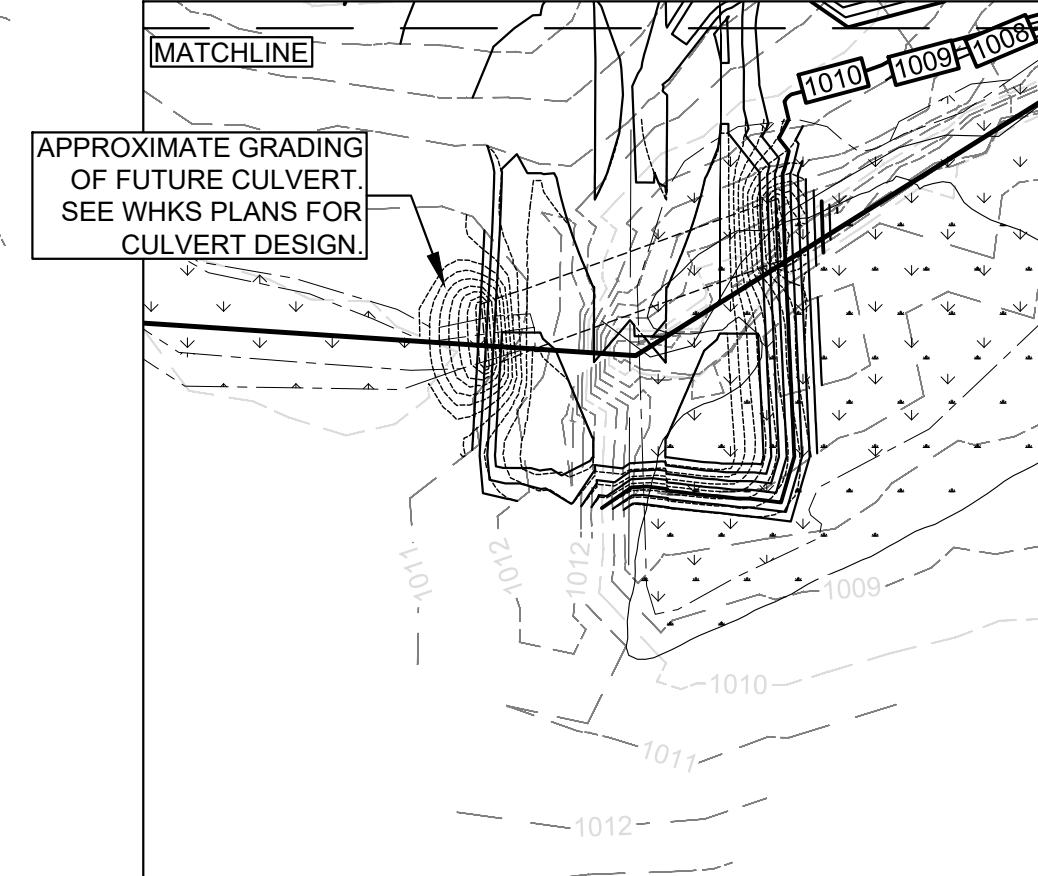 MATCHLINE
1010
1009
1008
APPROXIMATE GRADING
OF FUTURE CULVERT.
SEE WHKS PLANS FOR
CULVERT DESIGN.
1011
1012
1012
1009
1010
1011
1012